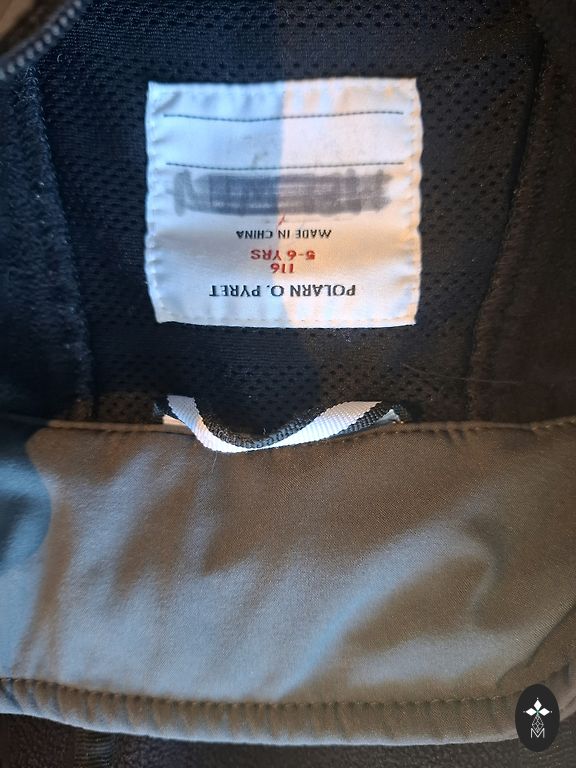 POLARN O. PYRET
116
5-6 YRS
MADE IN CHINA
M